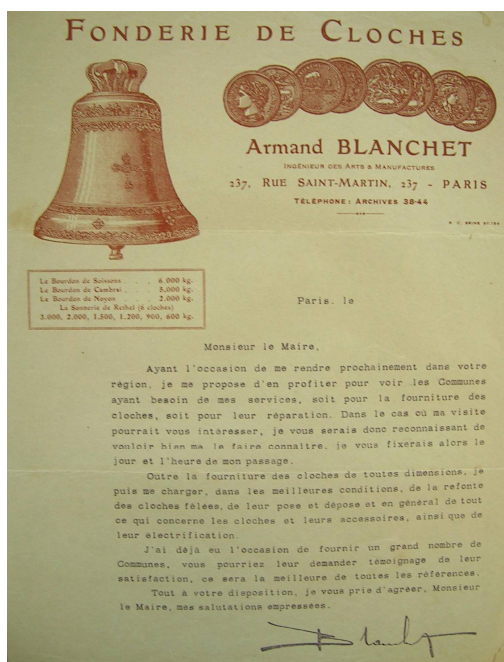 FONDERIE DE CLOCHES
Armand BLANCHET
INGÉNIEUR DES ARTS & MANUFACTURES
237, RUE SAINT-MARTIN, 237 - PARIS
TÉLÉPHONE: ARCHIVES 38-44
Le Bourdon de Soissons . . . 6.000 kg.
Le Bourdon de Cambrai . . . 5.000 kg.
Le Bourdon de Noyon . . . 2.000 kg.
La Sonnerie de Rethel (6 cloches)
3.000, 2.000, 1.500, 1.200, 900, 600 kg.
Paris, le
Monsieur le Maire,
Ayant l'occasion de me rendre prochainement dans votre
région, je me propose d'en profiter pour voir les Communes
ayant besoin de mes services, soit pour la fourniture des
cloches, soit pour leur réparation. Dans le cas où ma visite
pourrait vous intéresser, je vous serais donc reconnaissant de
vouloir bien me le faire connaître, je vous fixerais alors le
jour et l'heure de mon passage.
Outre la fourniture des cloches de toutes dimensions, je
puis me charger, dans les meilleures conditions, de la refonte
des cloches fêlées, de leur pose et dépose et en général de tout
ce qui concerne les cloches et leurs accessoires, ainsi que de
leur électrification.
J'ai déjà eu l'occasion de fournir un grand nombre de
Communes, vous pourriez leur demander témoignage de leur
satisfaction, ce sera la meilleure de toutes les références.
Tout à votre disposition, je vous prie d'agréer, Monsieur
le Maire, mes salutations empressées.